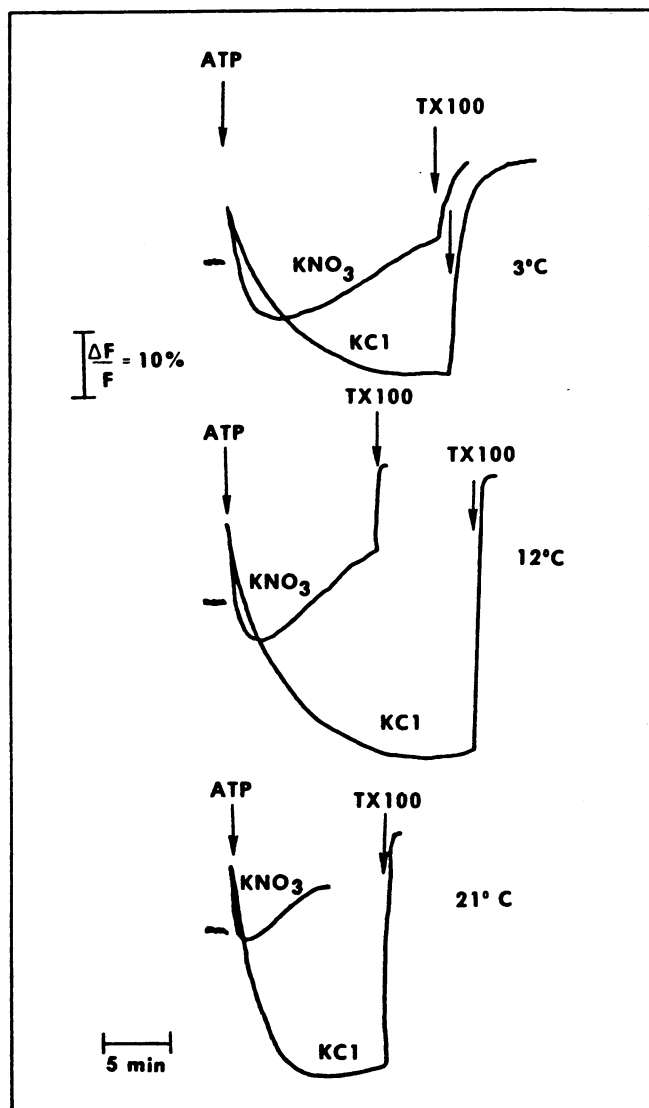 ATP
TX100
KNO3
3°C
KCl
ΔF/F = 10%
TX100
ATP
TX100
KNO3
12°C
KCl
ATP
TX100
KNO3
21° C
KCl
5 min